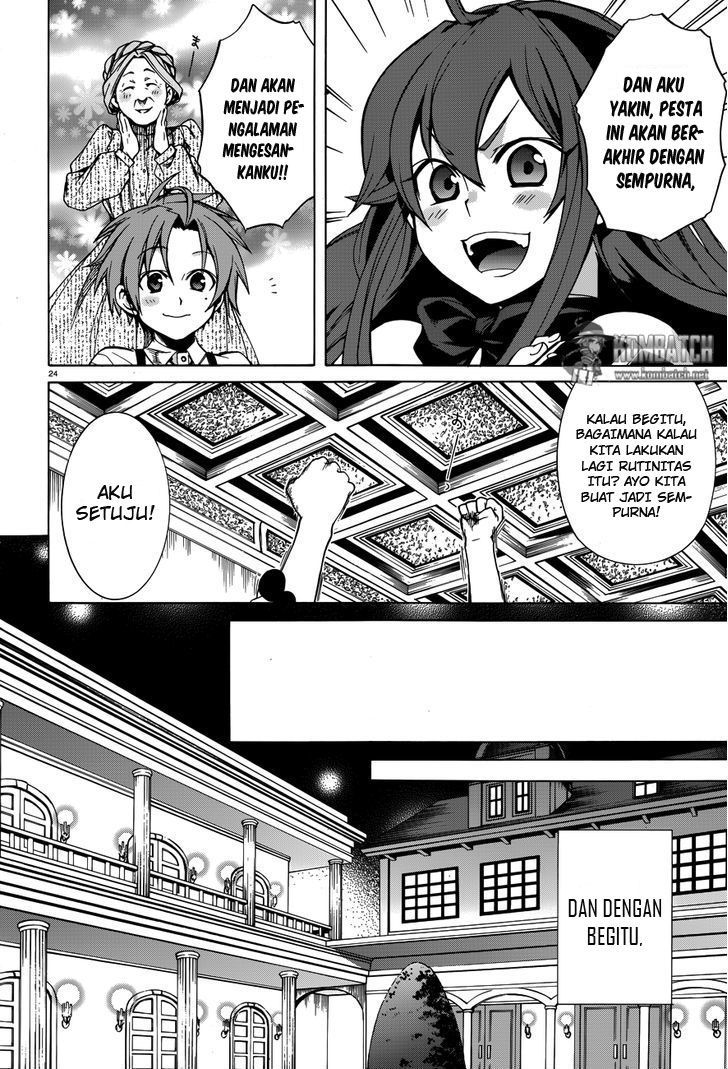 DAN AKU
YAKIN, PESTA
INI AKAN BER-
AKHIR DENGAN
SEMPURNA,
DAN AKAN
MENJADI PE-
NGALAMAN
MENGESAN-
KANKU!!
KOMBATCH
www.kombatch.net
24
KALAU BEGITU,
BAGAIMANA KALAU
KITA LAKUKAN
LAGI RUTINITAS
ITU? AYO KITA
BUAT JADI SEM-
PURNA!
AKU
SETUJU!
DAN DENGAN
BEGITU,